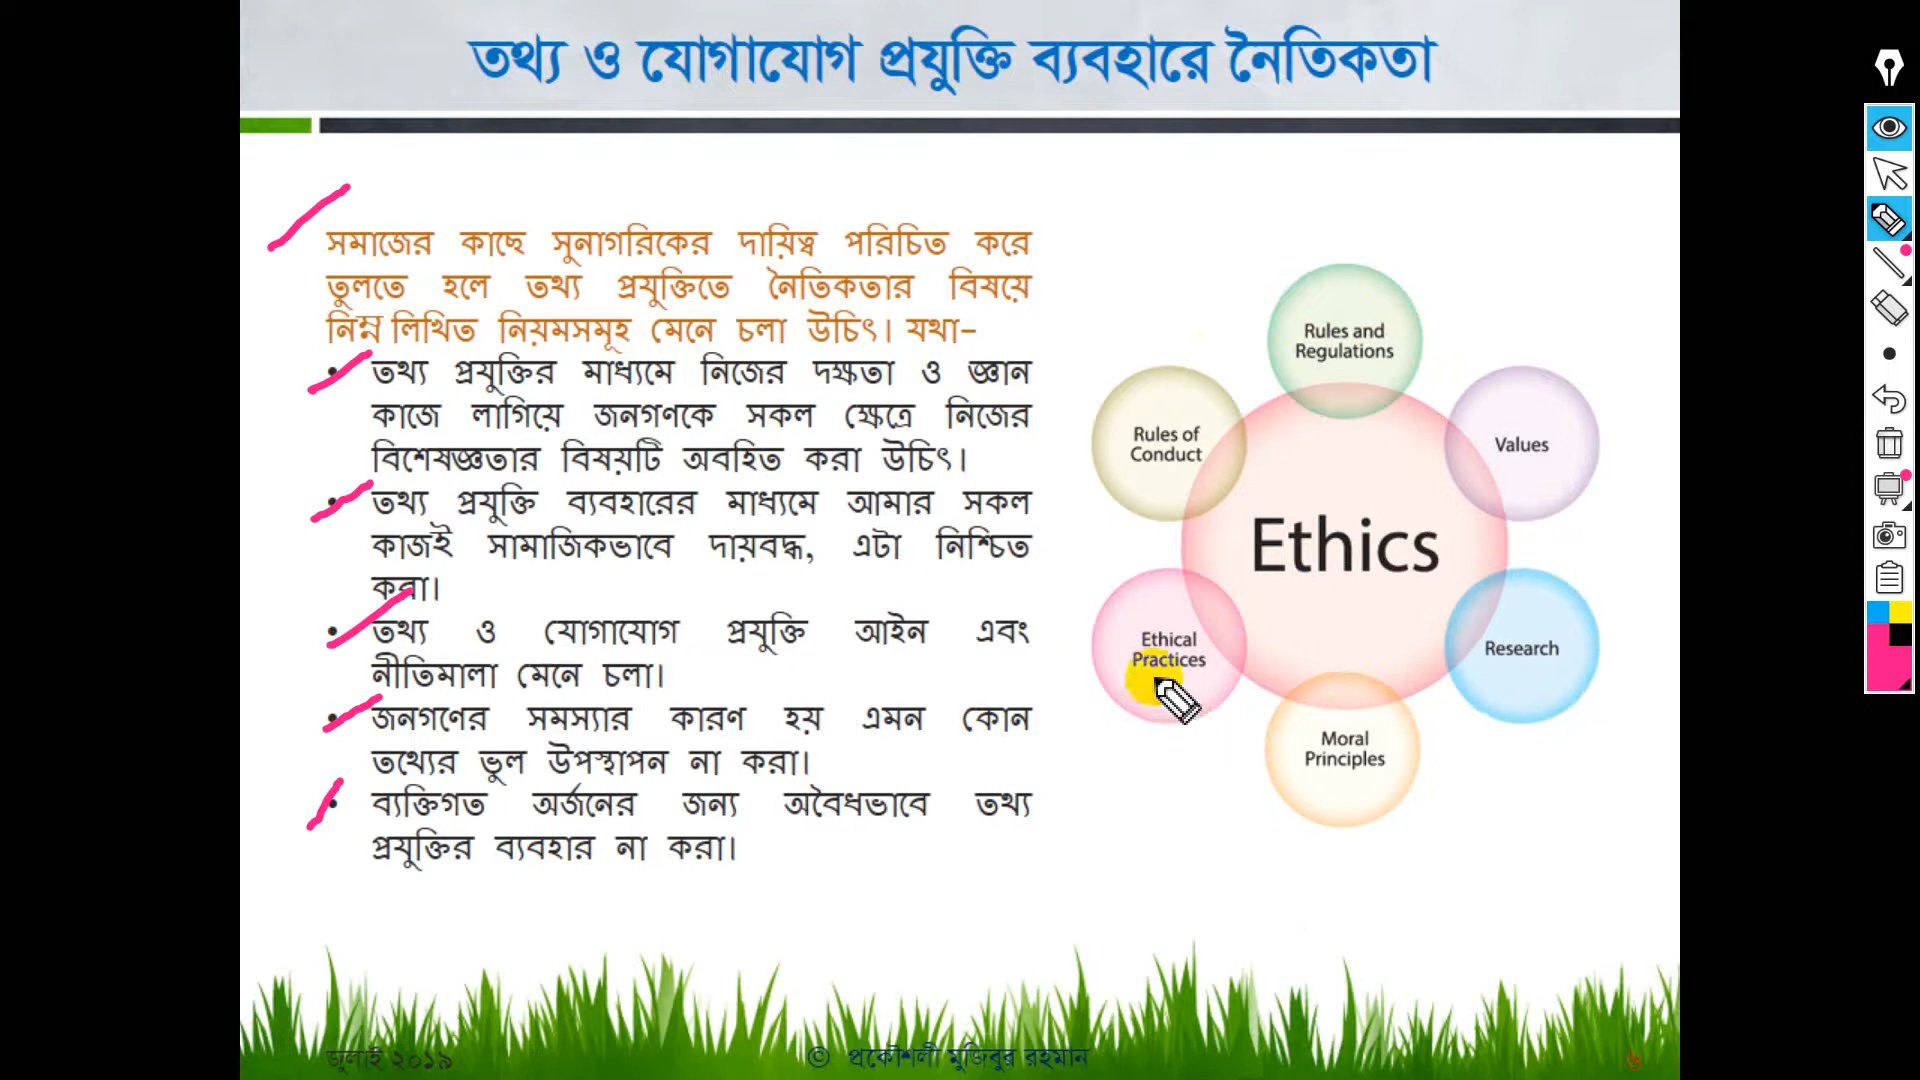 তথ্য ও যোগাযোগ প্রযুক্তি ব্যবহারে নৈতিকতা
সমাজের কাছে সুনাগরিকের দায়িত্ব পরিচিত করে
তুলতে হলে তথ্য প্রযুক্তিতে নৈতিকতার বিষয়ে
নিম্ন লিখিত নিয়মসমূহ মেনে চলা উচিৎ। যথা-
• তথ্য প্রযুক্তির মাধ্যমে নিজের দক্ষতা ও জ্ঞান
কাজে লাগিয়ে জনগণকে সকল ক্ষেত্রে নিজের
বিশেষজ্ঞতার বিষয়টি অবহিত করা উচিৎ।
• তথ্য প্রযুক্তি ব্যবহারের মাধ্যমে আমার সকল
কাজই সামাজিকভাবে দায়বদ্ধ, এটা নিশ্চিত
করা।
• তথ্য ও যোগাযোগ প্রযুক্তি আইন এবং
নীতিমালা মেনে চলা।
• জনগণের সমস্যার কারণ হয় এমন কোন
তথ্যের ভুল উপস্থাপন না করা।
• ব্যক্তিগত অর্জনের জন্য অবৈধভাবে তথ্য
প্রযুক্তির ব্যবহার না করা।
Rules and
Regulations
Rules of
Conduct
Values
Ethics
Ethical
Practices
Research
Moral
Principles
জুলাই ২০১৯
© প্রকৌশলী মুজিবুর রহমান
৬